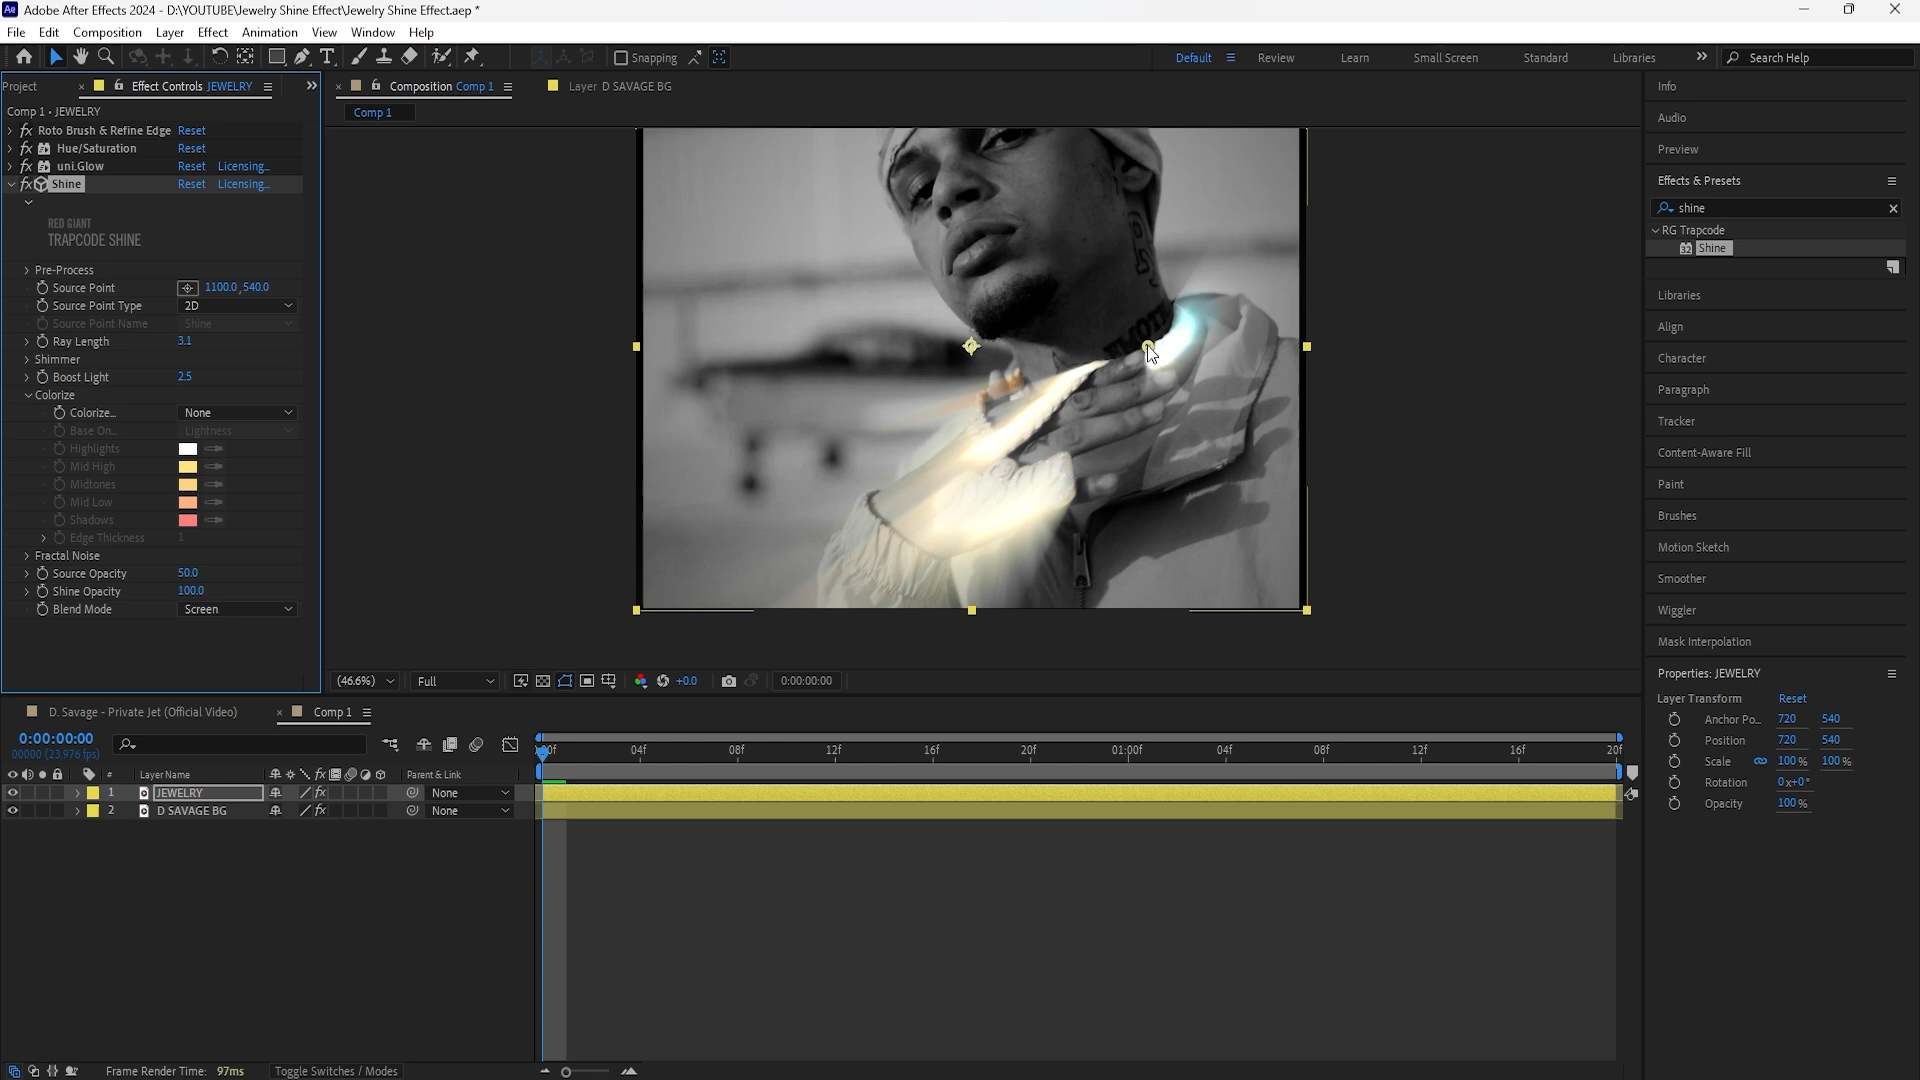 Adobe After Effects 2024 - D:\YOUTUBE\Jewelry Shine Effect\Jewelry Shine Effect.aep *
File Edit Composition Layer Effect Animation View Window Help
Snapping
Default Review Learn Small Screen Standard Libraries
Search Help
Project
Effect Controls JEWELRY
Comp 1 • JEWELRY
fx Roto Brush & Refine Edge Reset
fx Hue/Saturation Reset
fx uni.Glow Reset Licensing...
fx Shine Reset Licensing...
RED GIANT
TRAPCODE SHINE
Pre-Process
Source Point 1100.0,540.0
Source Point Type 2D
Source Point Name Shine
Ray Length 3.1
Shimmer
Boost Light 2.5
Colorize
Colorize... None
Base On... Lightness
Highlights
Mid High
Midtones
Mid Low
Shadows
Edge Thickness 1
Fractal Noise
Source Opacity 50.0
Shine Opacity 100.0
Blend Mode Screen
Composition Comp 1
Layer D SAVAGE BG
Comp 1
(46.6%) Full +0.0 0:00:00:00
Info
Audio
Preview
Effects & Presets
shine
RG Trapcode
32 Shine
Libraries
Align
Character
Paragraph
Tracker
Content-Aware Fill
Paint
Brushes
Motion Sketch
Smoother
Wiggler
Mask Interpolation
Properties: JEWELRY
Layer Transform Reset
Anchor Po... 720 540
Position 720 540
Scale 100 % 100 %
Rotation 0x+0°
Opacity 100 %
D. Savage - Private Jet (Official Video)
Comp 1
0:00:00:00
00000 (23.976 fps)
:00f 04f 08f 12f 16f 20f 01:00f 04f 08f 12f 16f 20f
# Layer Name fx Parent & Link
1 JEWELRY fx None
2 D SAVAGE BG fx None
Frame Render Time: 97ms
Toggle Switches / Modes